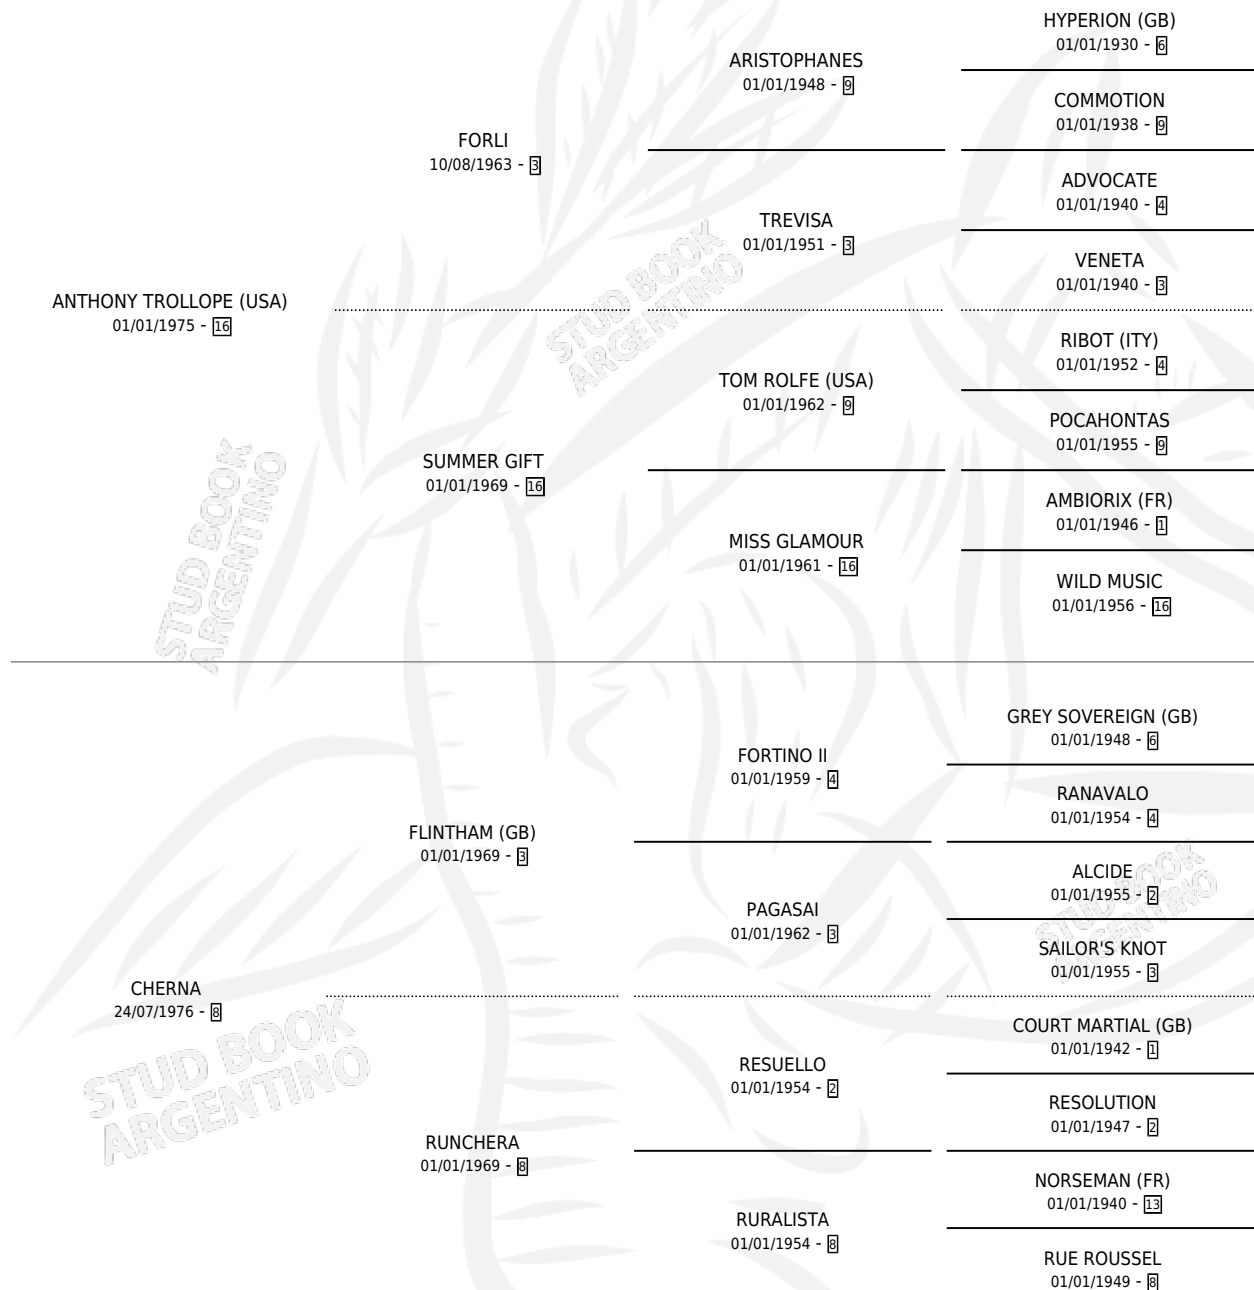 HYPERION (GB)
01/01/1930 - 6
ARISTOPHANES
01/01/1948 - 9
COMMOTION
01/01/1938 - 9
FORLI
10/08/1963 - 3
ADVOCATE
01/01/1940 - 4
TREVISA
01/01/1951 - 3
VENETA
01/01/1940 - 3
ANTHONY TROLLOPE (USA)
01/01/1975 - 16
RIBOT (ITY)
01/01/1952 - 4
TOM ROLFE (USA)
01/01/1962 - 9
POCAHONTAS
01/01/1955 - 9
SUMMER GIFT
01/01/1969 - 16
AMBIORIX (FR)
01/01/1946 - 1
MISS GLAMOUR
01/01/1961 - 16
WILD MUSIC
01/01/1956 - 16
GREY SOVEREIGN (GB)
01/01/1948 - 6
FORTINO II
01/01/1959 - 4
RANAVALO
01/01/1954 - 4
FLINTHAM (GB)
01/01/1969 - 3
ALCIDE
01/01/1955 - 2
PAGASAI
01/01/1962 - 3
SAILOR'S KNOT
01/01/1955 - 3
CHERNA
24/07/1976 - 8
COURT MARTIAL (GB)
01/01/1942 - 1
RESUELLO
01/01/1954 - 2
RESOLUTION
01/01/1947 - 2
RUNCHERA
01/01/1969 - 8
NORSEMAN (FR)
01/01/1940 - 13
RURALISTA
01/01/1954 - 8
RUE ROUSSEL
01/01/1949 - 8
STUD BOOK
ARGENTINO
STUD BOOK
ARGENTINO
STUD BOOK
ARGENTINO
STUD BOOK
ARGENTINO